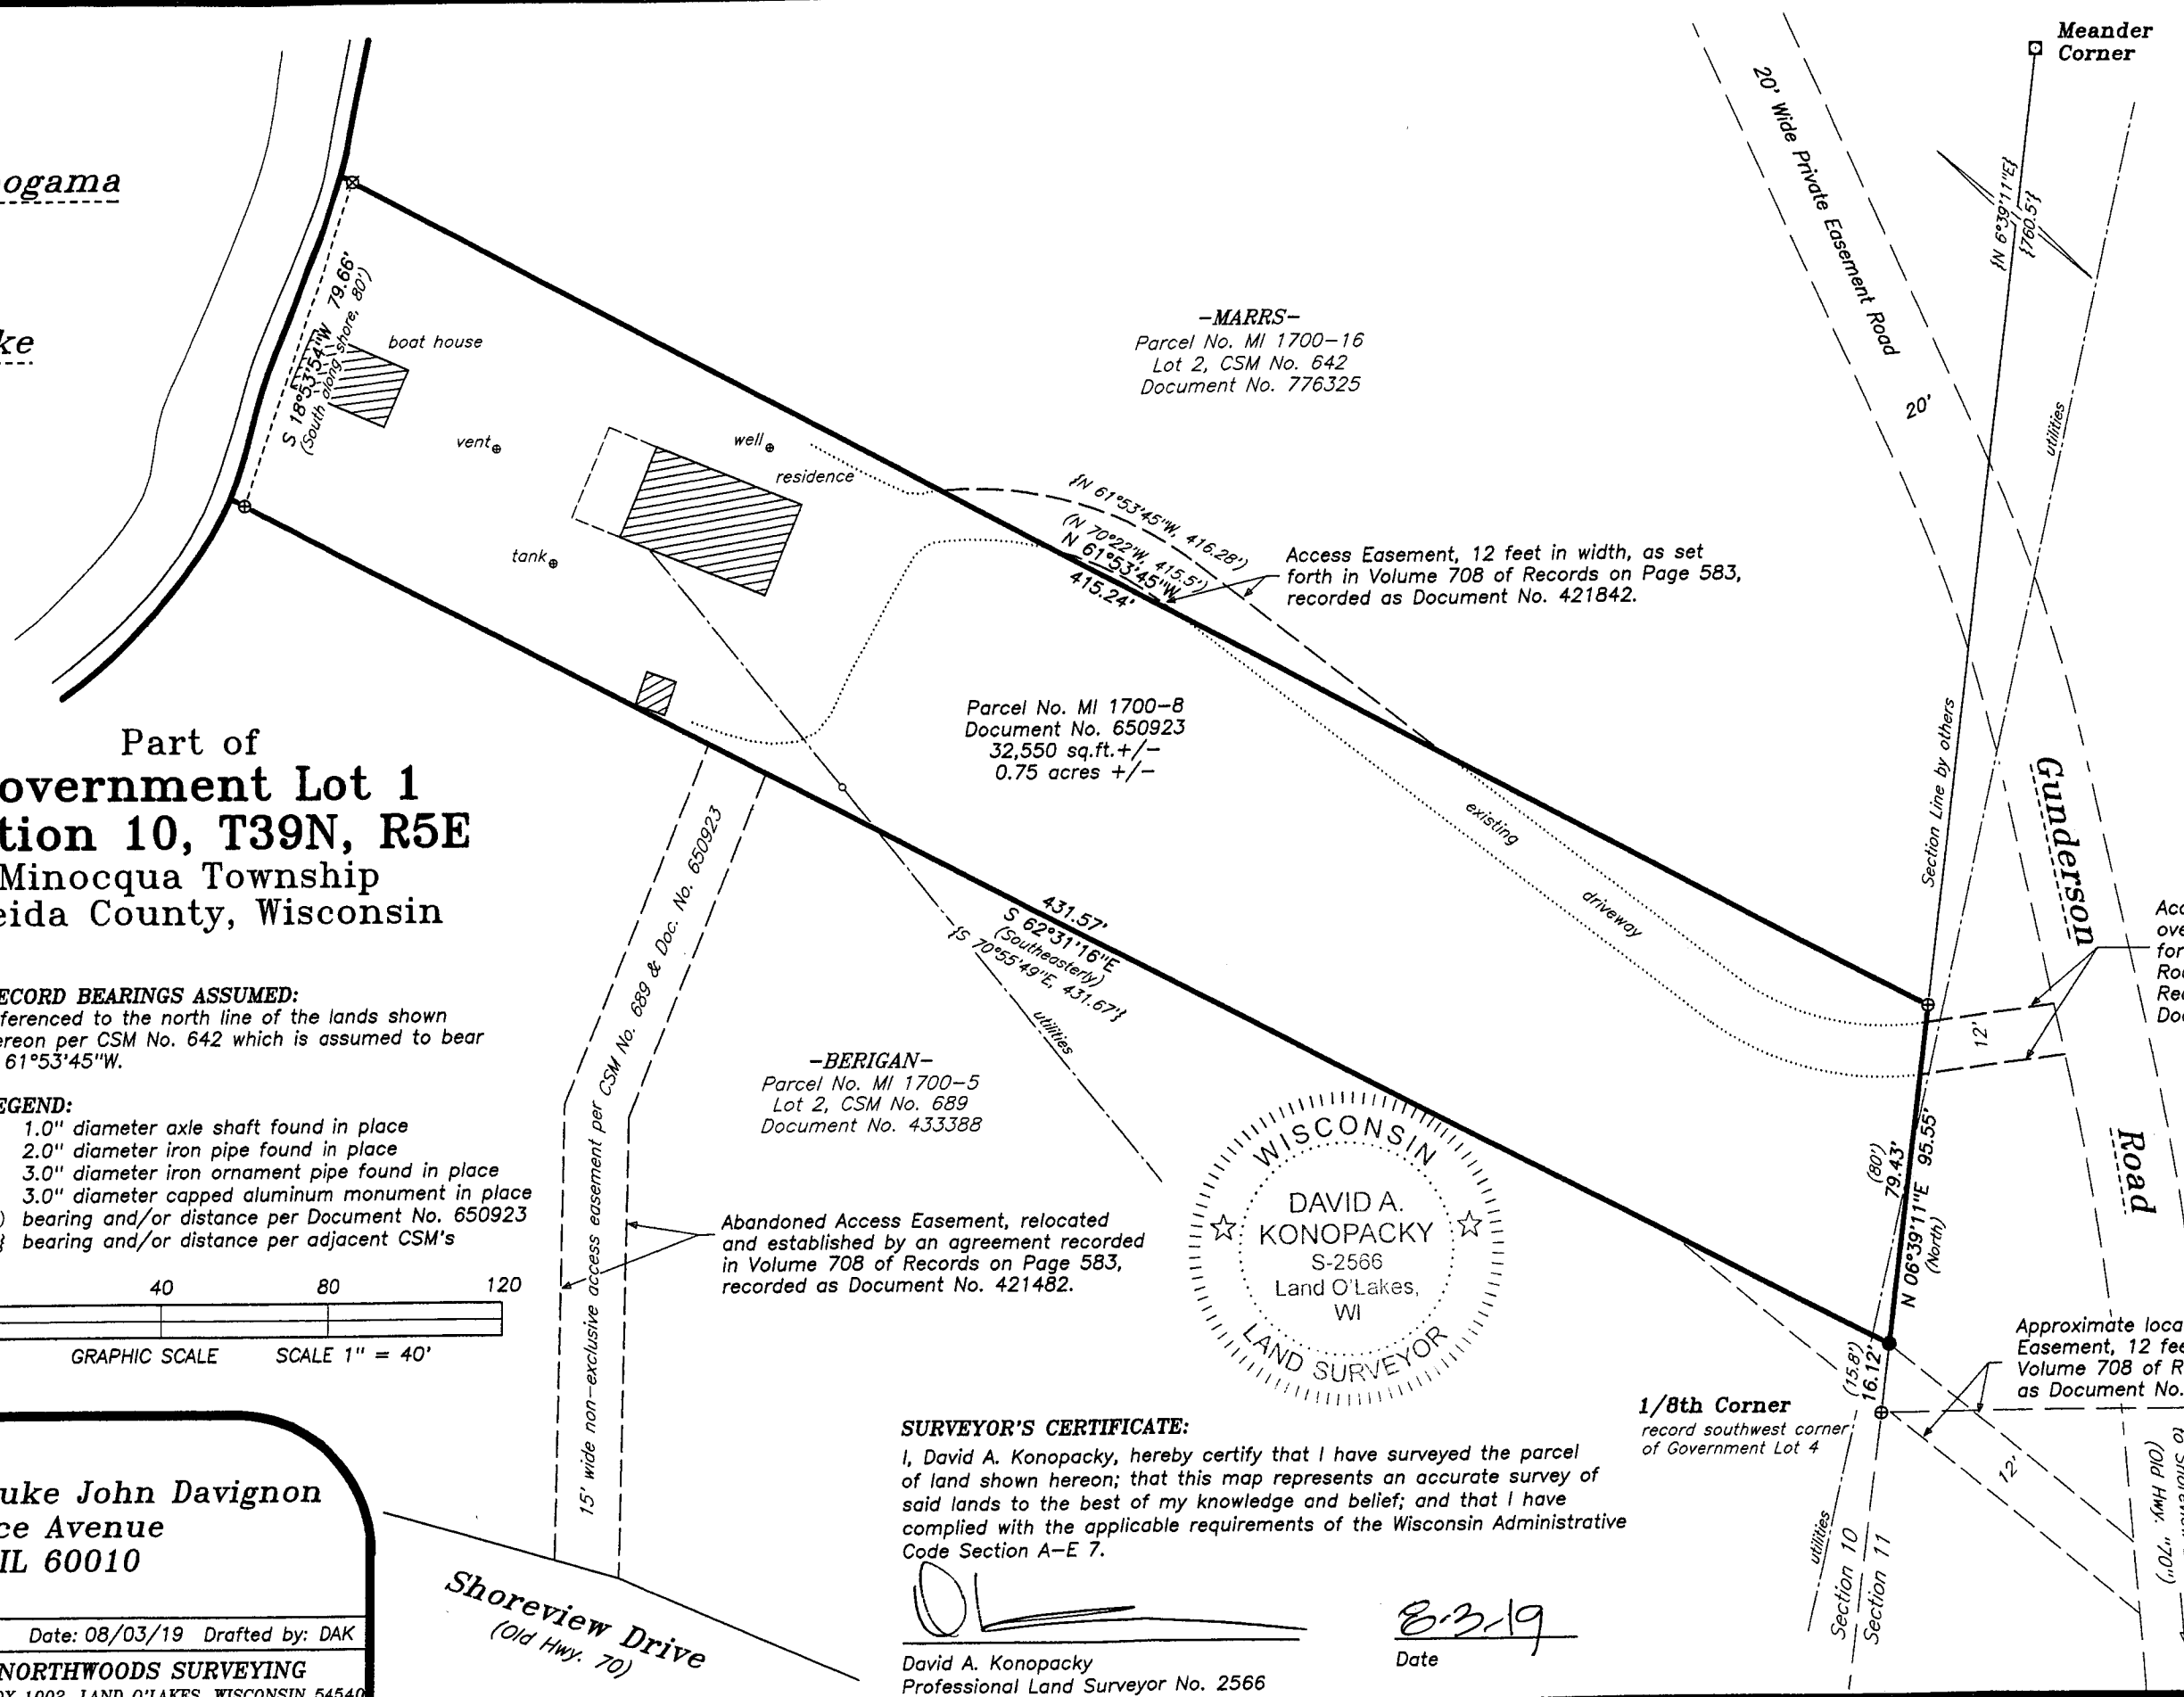 ogama
ke
Meander
Corner
20' Wide Private Easement Road
20'
{N 6°39'11"E}
{760.5'}
utilities
S 18°53'54"W 79.66'
(South along shore, 80')
boat house
vent
well
residence
tank
-MARRS-
Parcel No. MI 1700-16
Lot 2, CSM No. 642
Document No. 776325
{N 61°53'45"W, 416.28'}
(N 70°22'W, 415.5')
N 61°53'45"W
415.24'
Access Easement, 12 feet in width, as set
forth in Volume 708 of Records on Page 583,
recorded as Document No. 421842.
Parcel No. MI 1700-8
Document No. 650923
32,550 sq.ft.+/-
0.75 acres +/-
existing
driveway
Section Line by others
Gunderson
Road
Part of
overnment Lot 1
tion 10, T39N, R5E
Minocqua Township
eida County, Wisconsin
431.57'
S 62°31'16"E
(Southeasterly)
{S 70°55'49"E, 431.67'}
utilities
12'
ove
for
Roa
Rec
Doc
ECORD BEARINGS ASSUMED:
ferenced to the north line of the lands shown
ereon per CSM No. 642 which is assumed to bear
61°53'45"W.
EGEND:
1.0" diameter axle shaft found in place
2.0" diameter iron pipe found in place
3.0" diameter iron ornament pipe found in place
3.0" diameter capped aluminum monument in place
) bearing and/or distance per Document No. 650923
} bearing and/or distance per adjacent CSM's
40 80 120
GRAPHIC SCALE SCALE 1" = 40'
15' wide non-exclusive access easement per CSM No. 689 & Doc. No. 650923
-BERIGAN-
Parcel No. MI 1700-5
Lot 2, CSM No. 689
Document No. 433388
Abandoned Access Easement, relocated
and established by an agreement recorded
in Volume 708 of Records on Page 583,
recorded as Document No. 421482.
WISCONSIN
DAVID A.
KONOPACKY
S-2566
Land O'Lakes,
WI
LAND SURVEYOR
(80')
79.43'
N 06°39'11"E 95.55'
(North)
(15.8')
16.12'
1/8th Corner
record southwest corner
of Government Lot 4
Approximate loca
Easement, 12 fee
Volume 708 of R
as Document No.
12'
(Old Hwy. "70")
utilities
Section 10
Section 11
SURVEYOR'S CERTIFICATE:
I, David A. Konopacky, hereby certify that I have surveyed the parcel
of land shown hereon; that this map represents an accurate survey of
said lands to the best of my knowledge and belief; and that I have
complied with the applicable requirements of the Wisconsin Administrative
Code Section A-E 7.
8-3-19
David A. Konopacky
Professional Land Surveyor No. 2566
Date
Shoreview Drive
(Old Hwy. 70)
uke John Davignon
ce Avenue
IL 60010
Date: 08/03/19 Drafted by: DAK
NORTHWOODS SURVEYING
OX 1002, LAND O'LAKES, WISCONSIN 54540